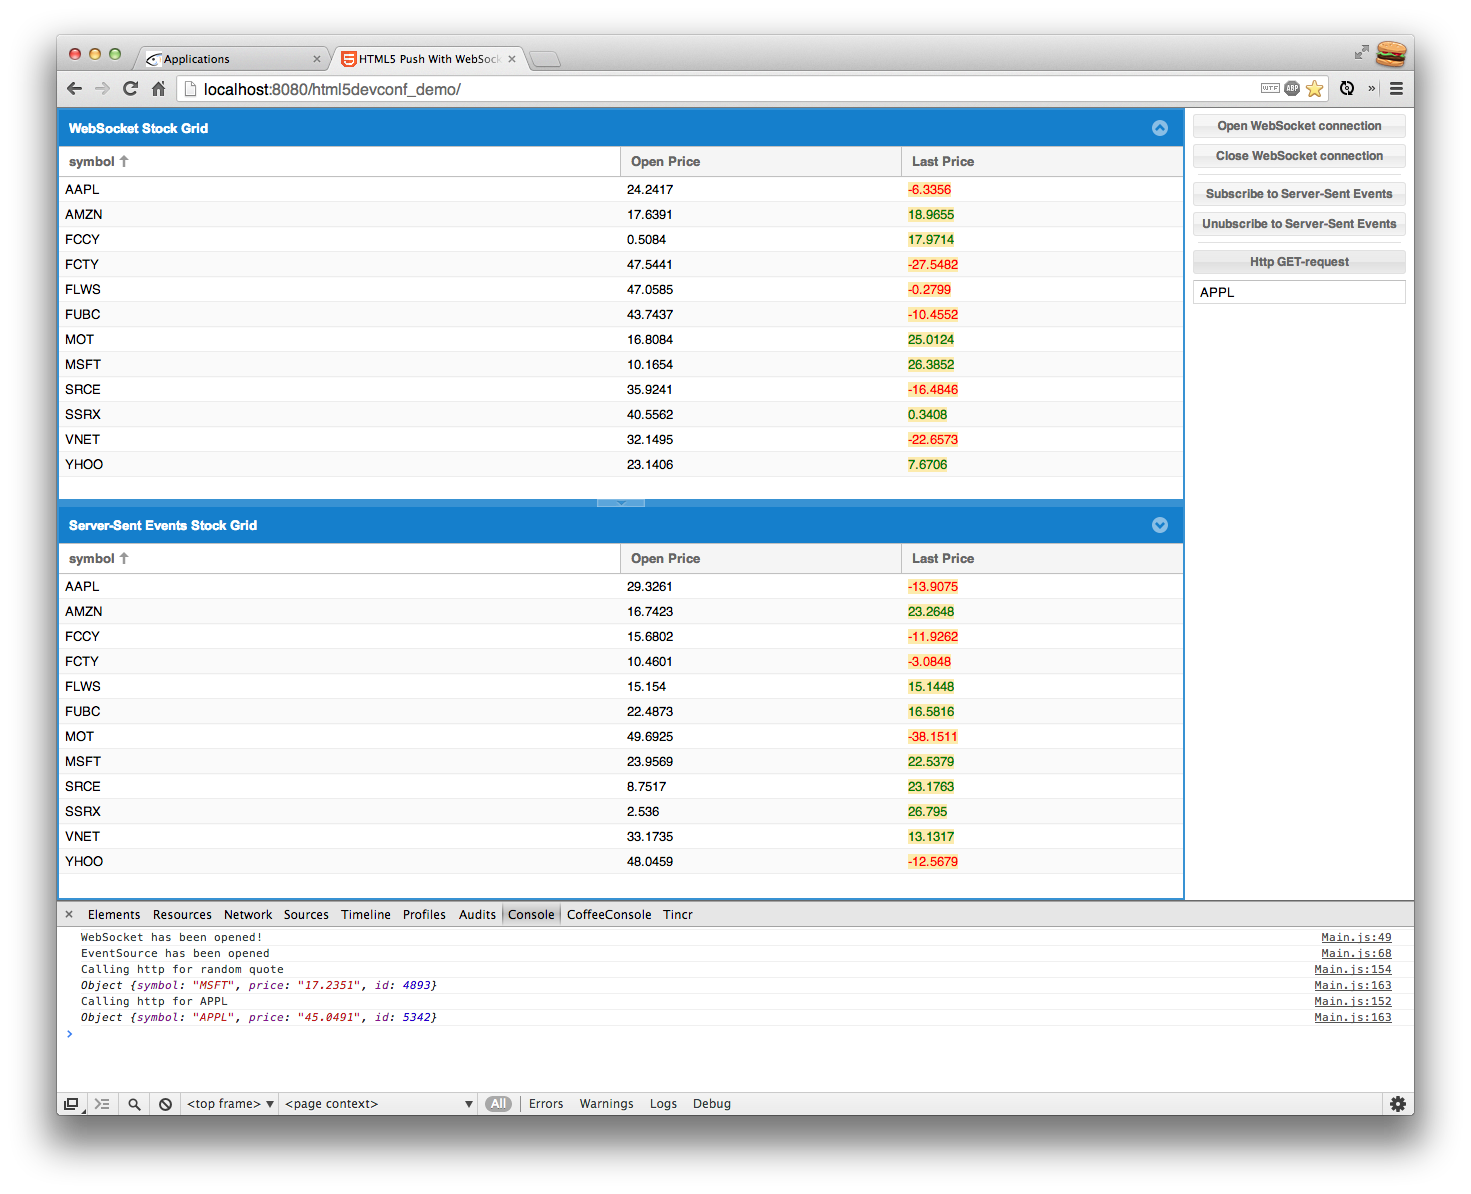 Applications
HTML5 Push With WebSock
localhost:8080/html5devconf_demo/
WTF
ABP
WebSocket Stock Grid
symbol Open Price Last Price
AAPL 24.2417 -6.3356
AMZN 17.6391 18.9655
FCCY 0.5084 17.9714
FCTY 47.5441 -27.5482
FLWS 47.0585 -0.2799
FUBC 43.7437 -10.4552
MOT 16.8084 25.0124
MSFT 10.1654 26.3852
SRCE 35.9241 -16.4846
SSRX 40.5562 0.3408
VNET 32.1495 -22.6573
YHOO 23.1406 7.6706
Server-Sent Events Stock Grid
symbol Open Price Last Price
AAPL 29.3261 -13.9075
AMZN 16.7423 23.2648
FCCY 15.6802 -11.9262
FCTY 10.4601 -3.0848
FLWS 15.154 15.1448
FUBC 22.4873 16.5816
MOT 49.6925 -38.1511
MSFT 23.9569 22.5379
SRCE 8.7517 23.1763
SSRX 2.536 26.795
VNET 33.1735 13.1317
YHOO 48.0459 -12.5679
Open WebSocket connection
Close WebSocket connection
Subscribe to Server-Sent Events
Unubscribe to Server-Sent Events
Http GET-request
APPL
Elements Resources Network Sources Timeline Profiles Audits Console CoffeeConsole Tincr
WebSocket has been opened! Main.js:49
EventSource has been opened Main.js:68
Calling http for random quote Main.js:154
Object {symbol: "MSFT", price: "17.2351", id: 4893} Main.js:163
Calling http for APPL Main.js:152
Object {symbol: "APPL", price: "45.0491", id: 5342} Main.js:163
<top frame> <page context> All Errors Warnings Logs Debug